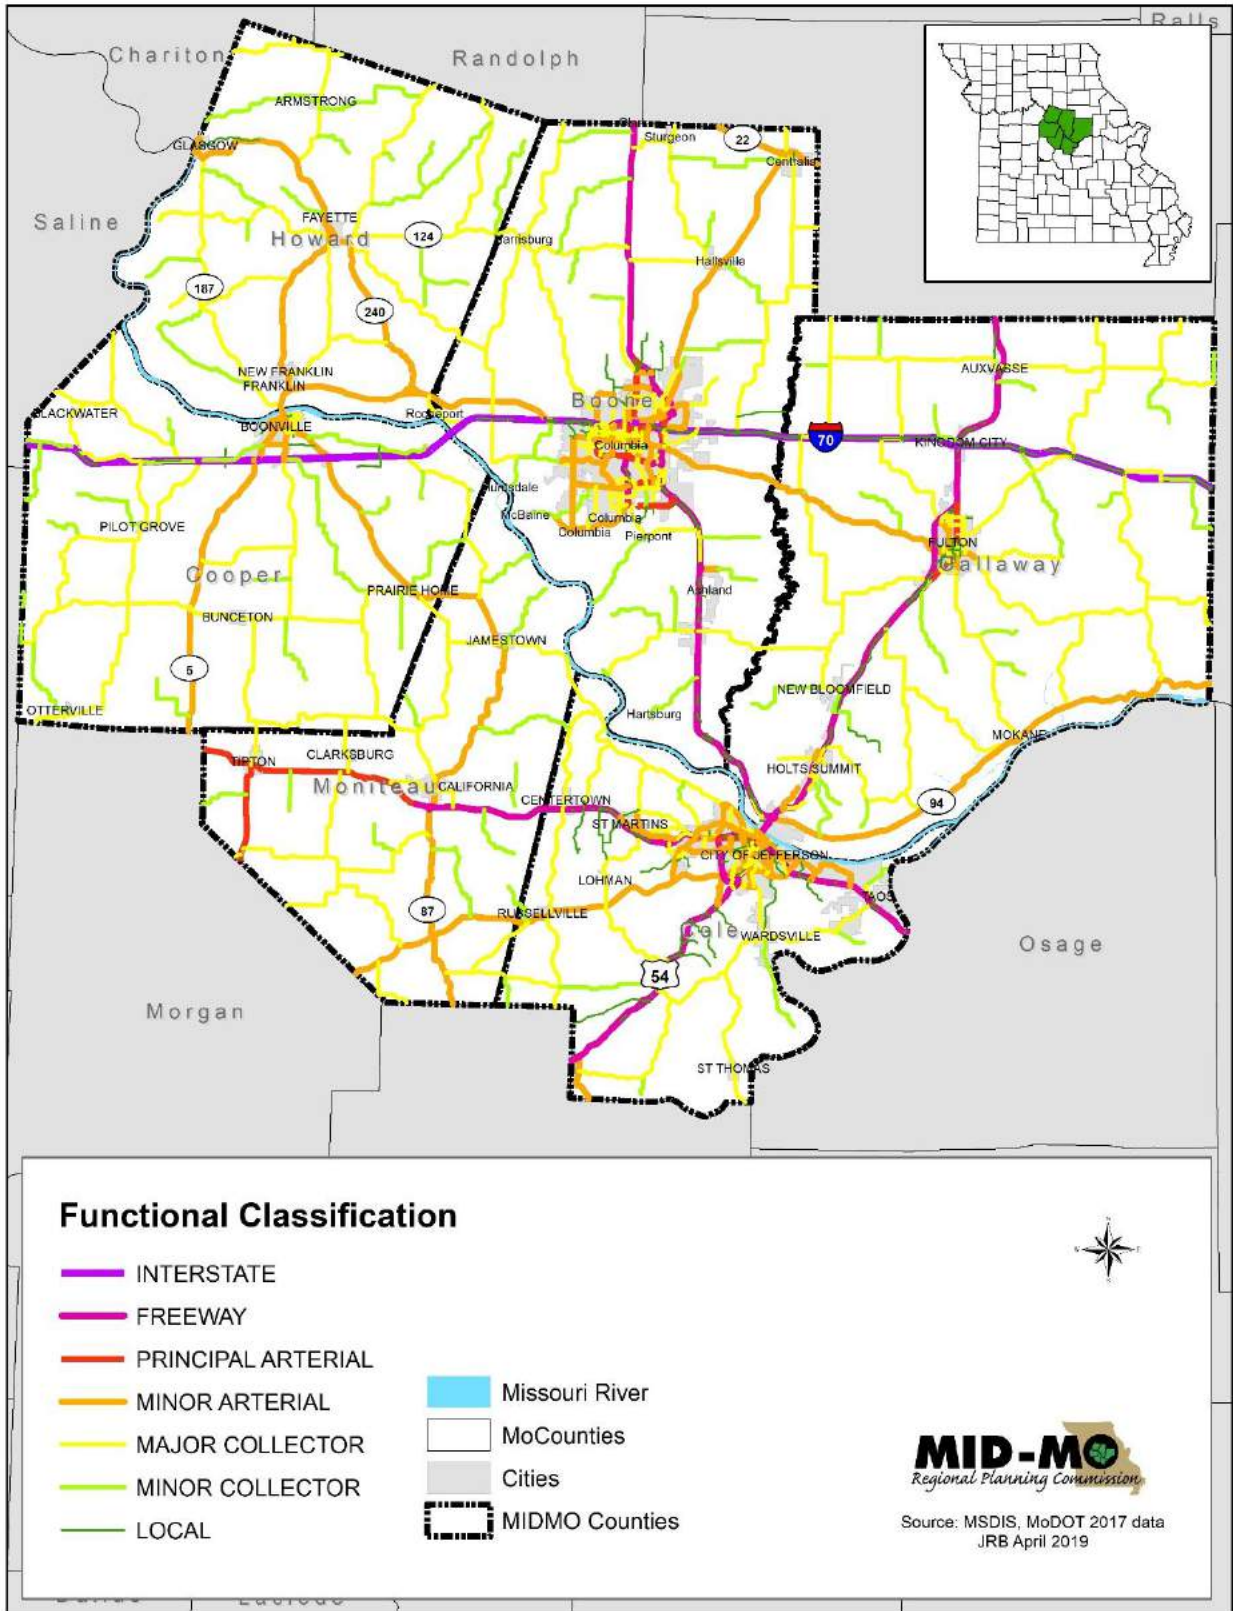 Ralls
Chariton
Randolph
ARMSTRONG
Sturgeon
22
Centralia
GLASGOW
Saline
FAYETTE
Howard
124
Harrisburg
Hallsville
187
240
NEW FRANKLIN
FRANKLIN
AUXVASSE
BLACKWATER
Rocheport
Boone
BOONVILLE
Columbia
70
KINGDOM CITY
Huntsdale
McBaine
Columbia
Columbia
Pierpont
PILOT GROVE
FULTON
Callaway
Cooper
PRAIRIE HOME
Ashland
BUNCETON
JAMESTOWN
5
NEW BLOOMFIELD
OTTERVILLE
Hartsburg
MOKANE
TIPTON
CLARKSBURG
HOLTS SUMMIT
Moniteau
CALIFORNIA
CENTERTOWN
94
ST MARTINS
CITY OF JEFFERSON
LOHMAN
TAOS
87
RUSSELLVILLE
Cole
WARDSVILLE
Osage
54
Morgan
ST THOMAS
Functional Classification
INTERSTATE
FREEWAY
PRINCIPAL ARTERIAL
MINOR ARTERIAL
MAJOR COLLECTOR
MINOR COLLECTOR
LOCAL
Missouri River
MoCounties
Cities
MIDMO Counties
MID-MO
Regional Planning Commission
Source: MSDIS, MoDOT 2017 data
JRB April 2019